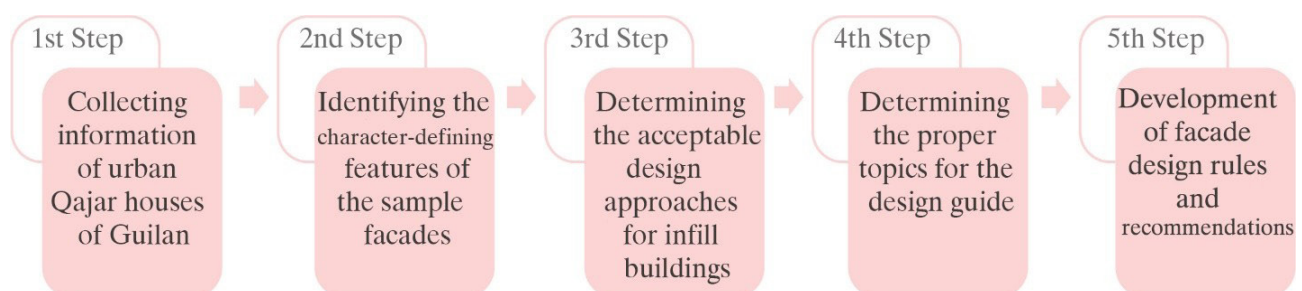 1st Step
Collecting
information
of urban
Qajar houses
of Guilan
2nd Step
Identifying the
character-defining
features of
the sample
facades
3rd Step
Determining
the acceptable
design
approaches
for infill
buildings
4th Step
Determining
the proper
topics for the
design guide
5th Step
Development
of facade
design rules
and
recommendations